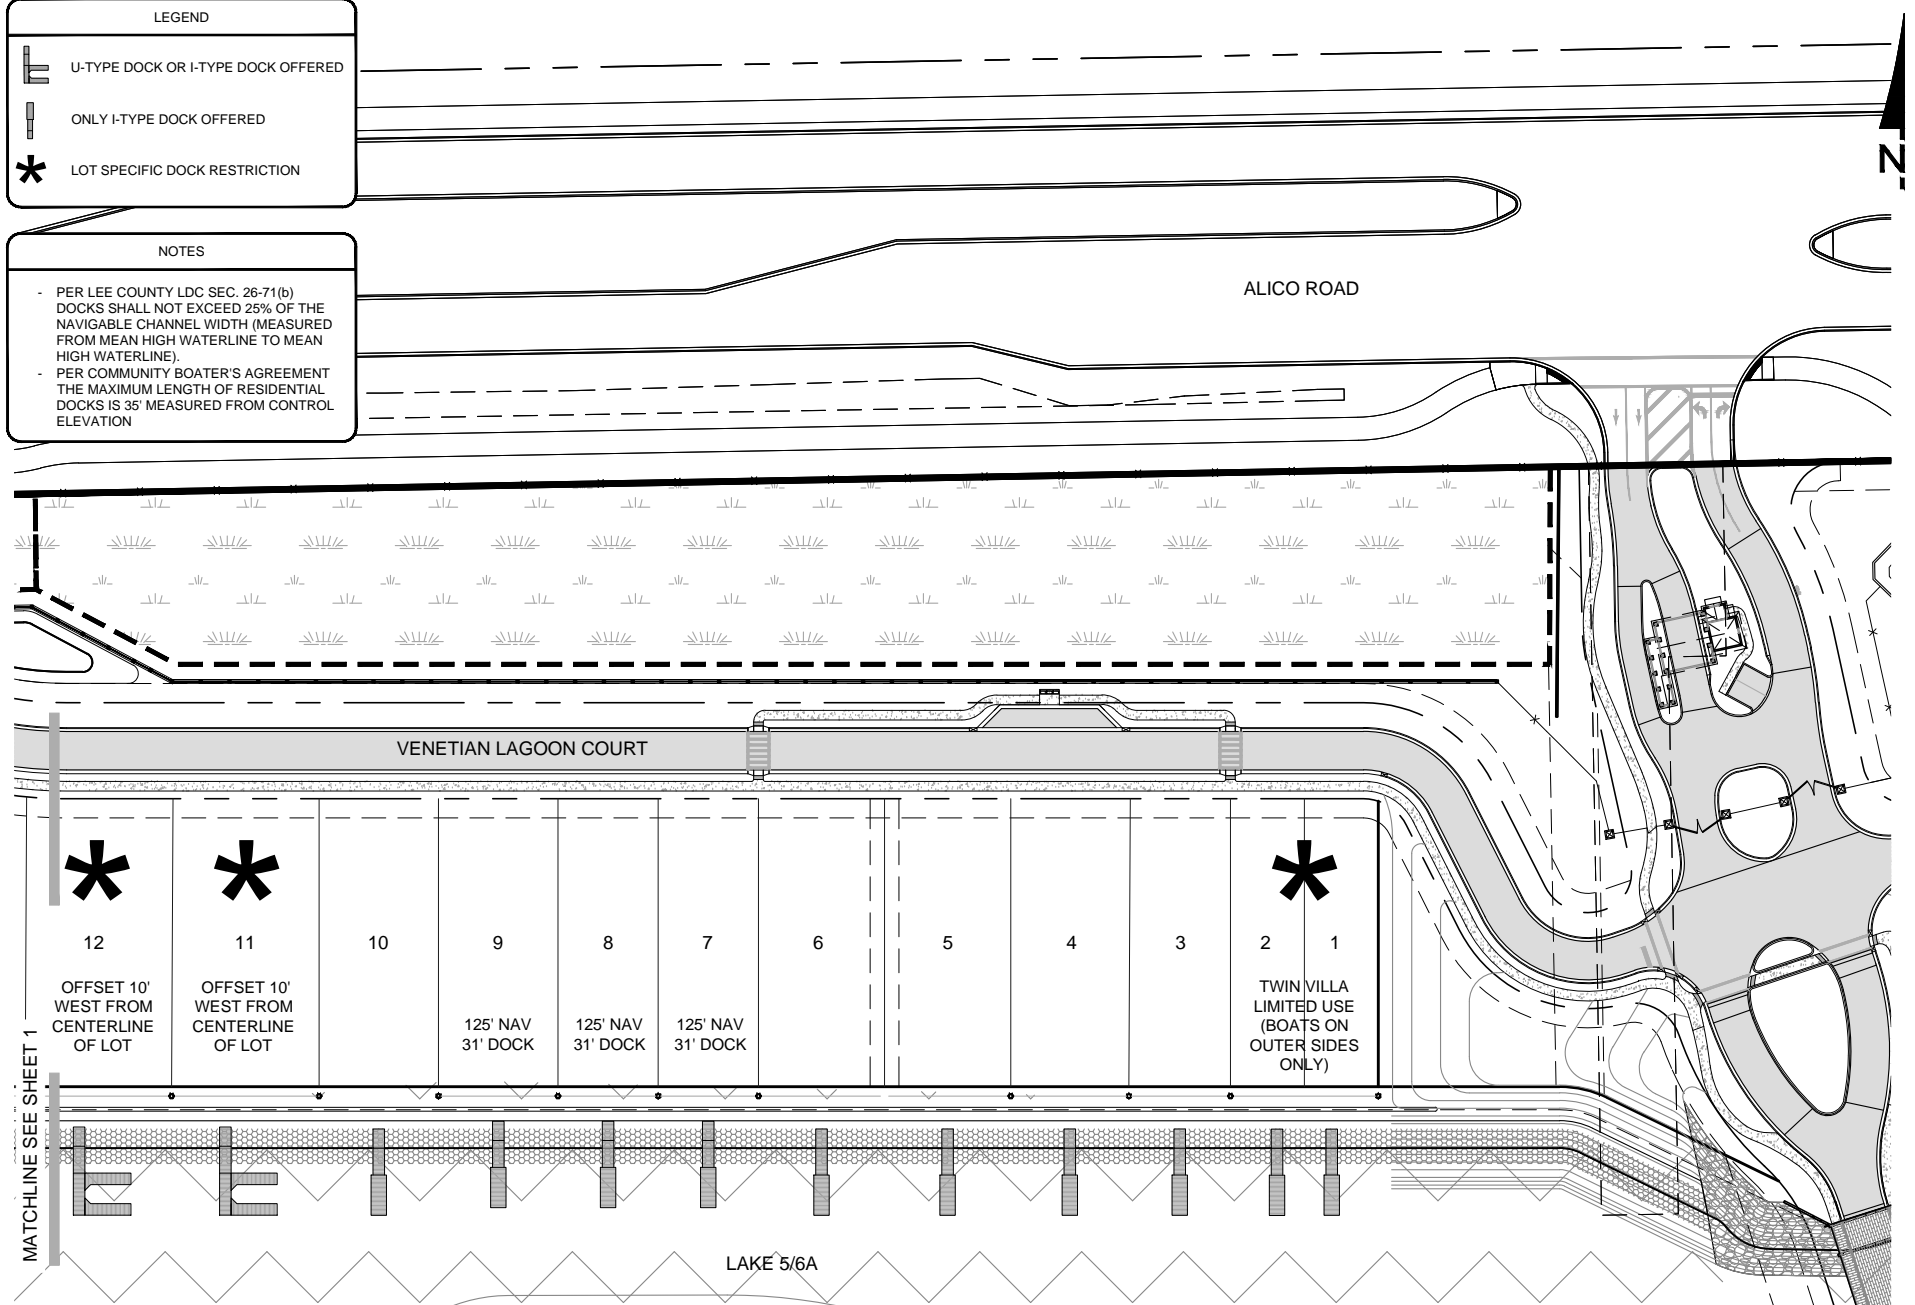 LEGEND
U-TYPE DOCK OR I-TYPE DOCK OFFERED
ONLY I-TYPE DOCK OFFERED
* LOT SPECIFIC DOCK RESTRICTION
NOTES
- PER LEE COUNTY LDC SEC. 26-71(b)
DOCKS SHALL NOT EXCEED 25% OF THE
NAVIGABLE CHANNEL WIDTH (MEASURED
FROM MEAN HIGH WATERLINE TO MEAN
HIGH WATERLINE).
- PER COMMUNITY BOATER'S AGREEMENT
THE MAXIMUM LENGTH OF RESIDENTIAL
DOCKS IS 35' MEASURED FROM CONTROL
ELEVATION
N
ALICO ROAD
VENETIAN LAGOON COURT
* * *
12 11 10 9 8 7 6 5 4 3 2 1
OFFSET 10'
WEST FROM
CENTERLINE
OF LOT
OFFSET 10'
WEST FROM
CENTERLINE
OF LOT
125' NAV
31' DOCK
125' NAV
31' DOCK
125' NAV
31' DOCK
TWIN VILLA
LIMITED USE
(BOATS ON
OUTER SIDES
ONLY)
MATCHLINE SEE SHEET 1
LAKE 5/6A